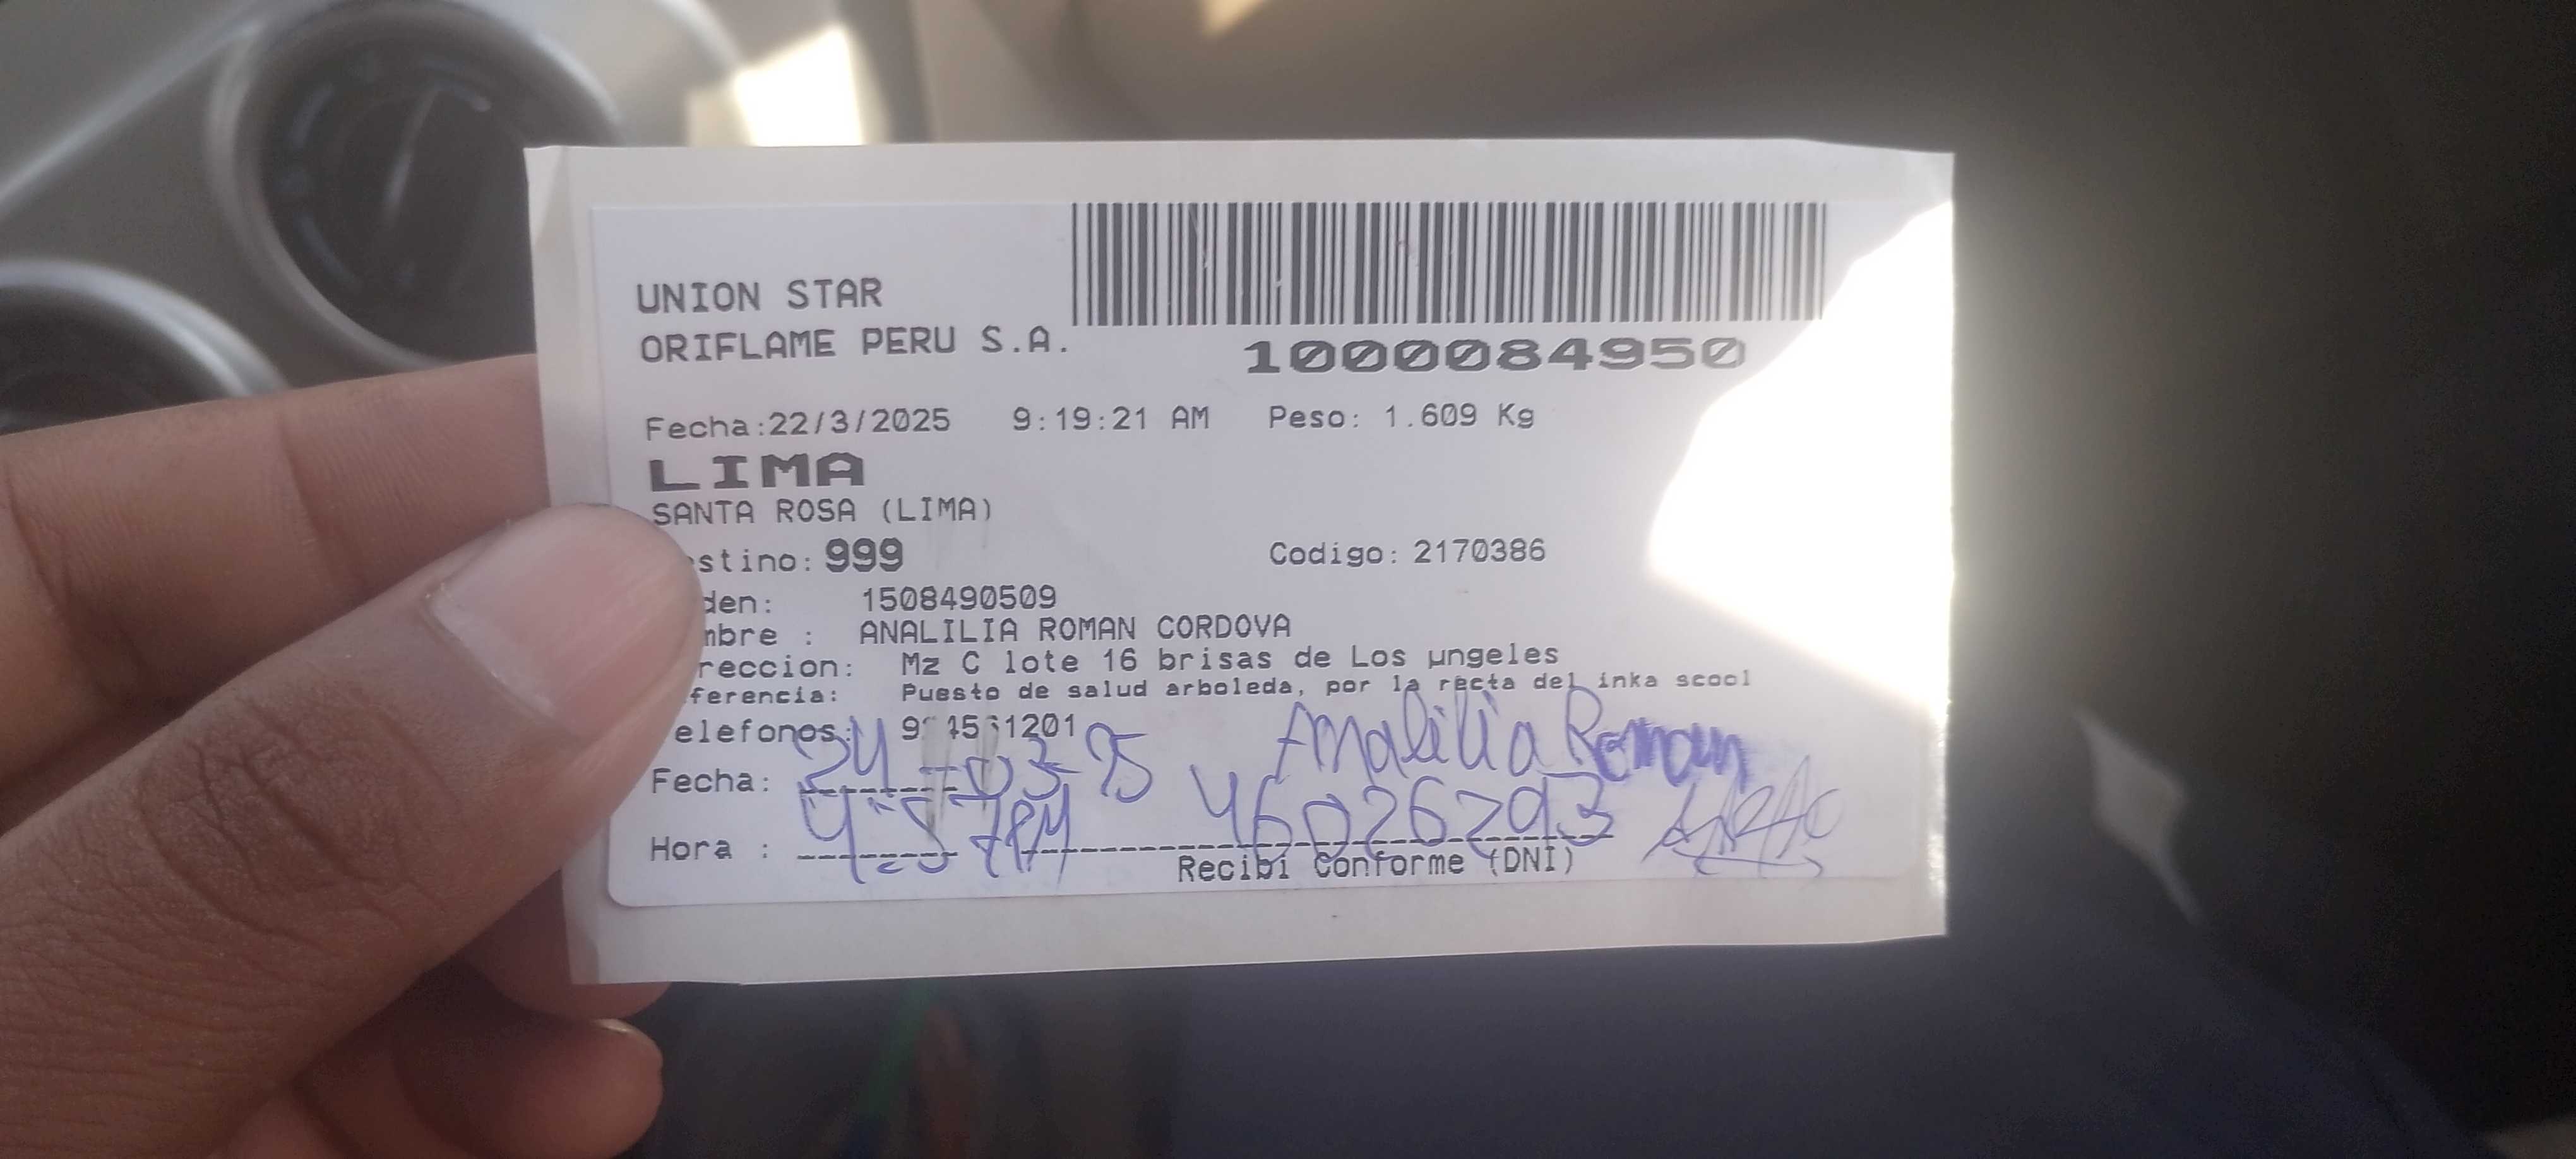 UNION STAR
ORIFLAME PERU S.A.
1000084950
Fecha:22/3/2025 9:19:21 AM Peso: 1.609 Kg
LIMA
SANTA ROSA (LIMA)
stino: 999 Codigo: 2170386
den: 1508490509
mbre : ANALILIA ROMAN CORDOVA
reccion: Mz C lote 16 brisas de Los µngeles
ferencia: Puesto de salud arboleda, por la recta del inka scool
elefonos:
Analilia Roman
Fecha: 24-03-25
46026293
Hora :
Recibí Conforme (DNI)